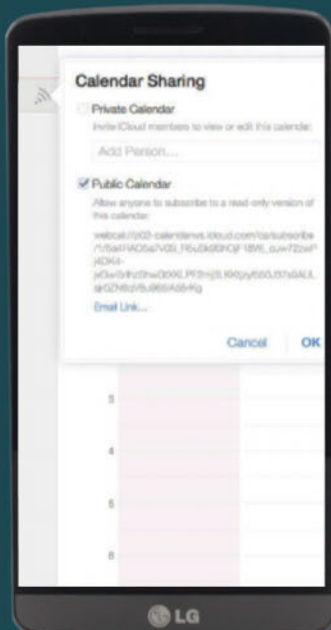 Calendar Sharing
Private Calendar
Invite iCloud members to view or edit this calendar.
Add Person...
Public Calendar
Allow anyone to subscribe to a read-only version of
this calendar.
Email Link...
Cancel OK
3
4
5
6
LG